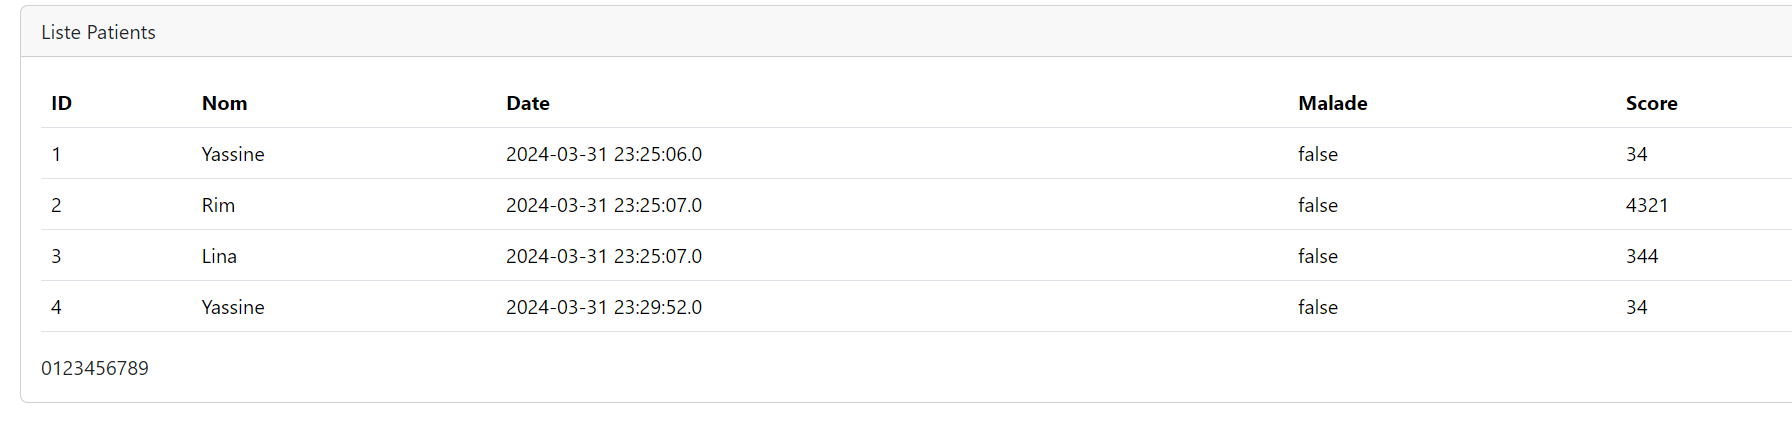 Liste Patients
ID Nom Date Malade Score
1 Yassine 2024-03-31 23:25:06.0 false 34
2 Rim 2024-03-31 23:25:07.0 false 4321
3 Lina 2024-03-31 23:25:07.0 false 344
4 Yassine 2024-03-31 23:29:52.0 false 34
0123456789